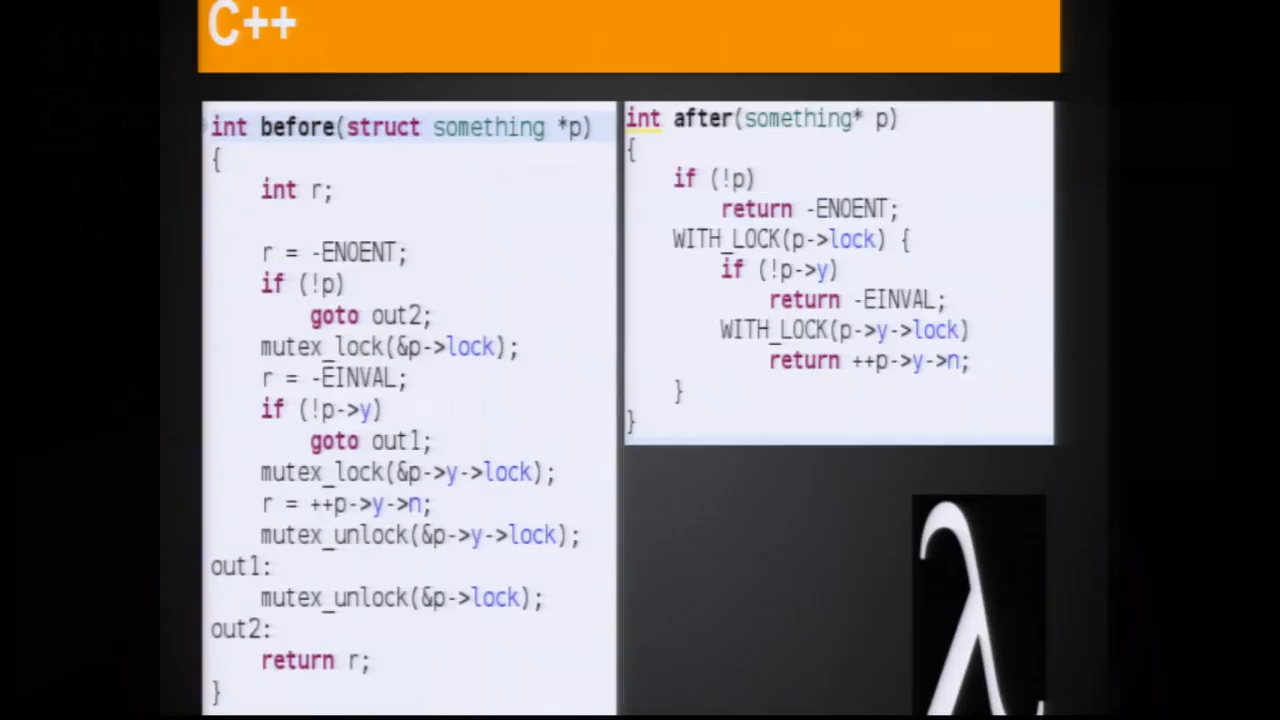 C++
int before(struct something *p)
{
    int r;

    r = -ENOENT;
    if (!p)
        goto out2;
    mutex_lock(&p->lock);
    r = -EINVAL;
    if (!p->y)
        goto out1;
    mutex_lock(&p->y->lock);
    r = ++p->y->n;
    mutex_unlock(&p->y->lock);
out1:
    mutex_unlock(&p->lock);
out2:
    return r;
}
int after(something* p)
{
    if (!p)
        return -ENOENT;
    WITH_LOCK(p->lock) {
        if (!p->y)
            return -EINVAL;
        WITH_LOCK(p->y->lock)
            return ++p->y->n;
    }
}
λ